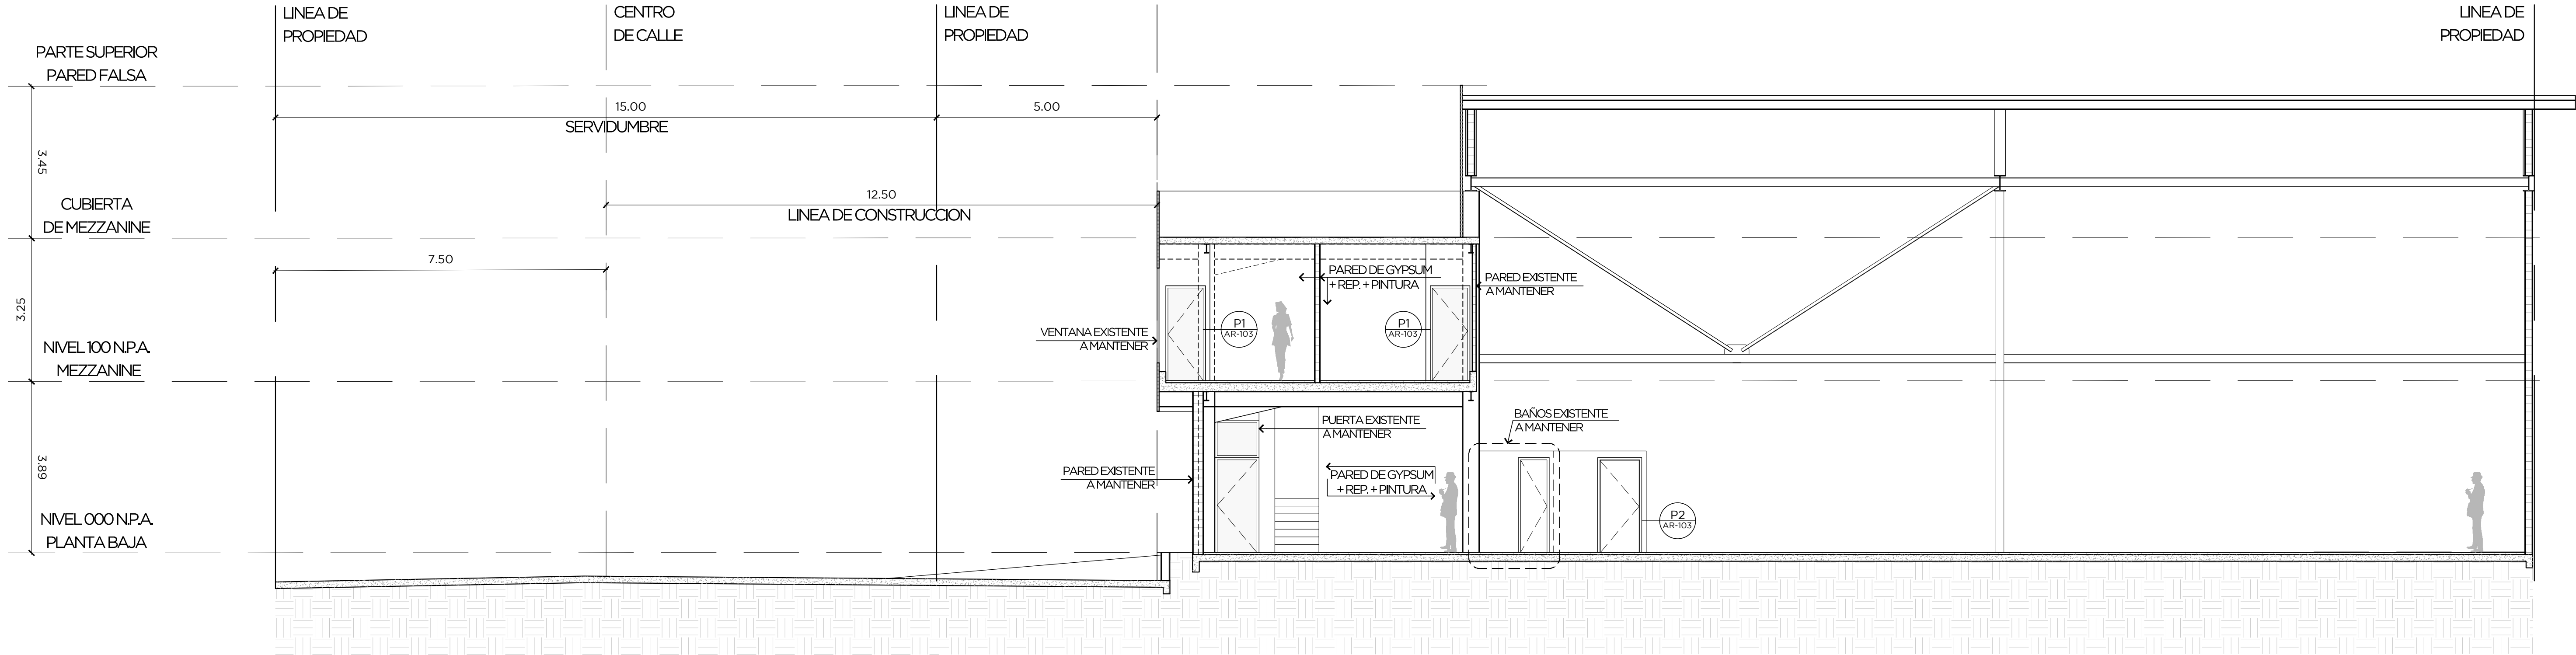 LINEA DE
PROPIEDAD
CENTRO
DE CALLE
LINEA DE
PROPIEDAD
LINEA DE
PROPIEDAD
PARTE SUPERIOR
PARED FALSA
15.00
SERVIDUMBRE
5.00
3.45
12.50
LINEA DE CONSTRUCCION
CUBIERTA
DE MEZZANINE
7.50
3.25
PARED DE GYPSUM
+ REP. + PINTURA
PARED EXISTENTE
A MANTENER
P1
AR-103
P1
AR-103
VENTANA EXISTENTE
A MANTENER
NIVEL 100 N.P.A.
MEZZANINE
3.89
PUERTA EXISTENTE
A MANTENER
BAÑOS EXISTENTE
A MANTENER
PARED EXISTENTE
A MANTENER
PARED DE GYPSUM
+ REP. + PINTURA
P2
AR-103
NIVEL 000 N.P.A.
PLANTA BAJA